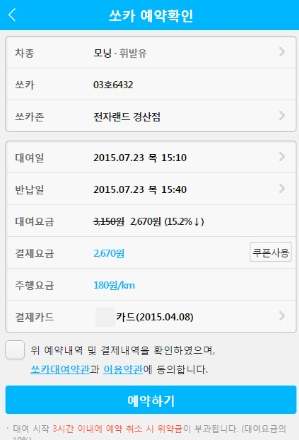 쏘카 예약확인
차종 모닝 - 휘발유
쏘카 03호6432
쏘카존 전자랜드 경산점
대여일 2015.07.23 목 15:10
반납일 2015.07.23 목 15:40
대여요금 3,150원 2,670원 (15.2%↓)
결제요금 2,670원 쿠폰사용
주행요금 180원/km
결제카드 카드(2015.04.08)
위 예약내역 및 결제내역을 확인하였으며,
쏘카대여약관과 이용약관에 동의합니다.
예약하기
· 대여 시작 3시간 이내에 예약 취소 시 위약금이 부과됩니다. (대여요금의
10%)